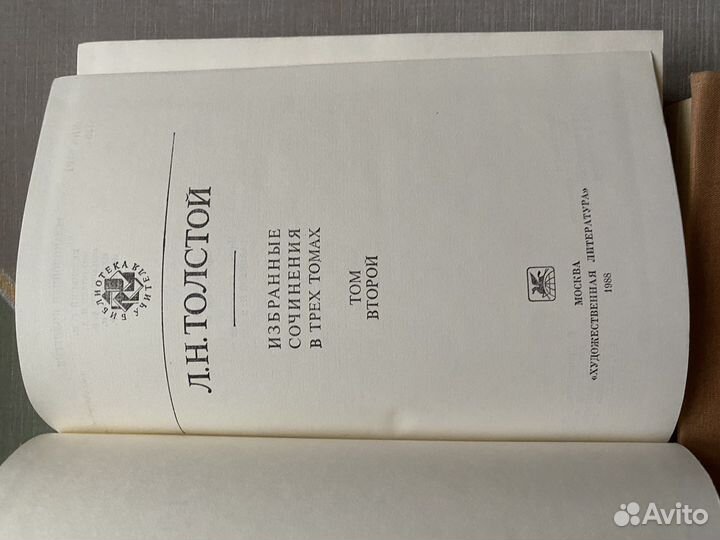 БИБЛИОТЕКА УЧИТЕЛЯ
Л.Н.ТОЛСТОЙ
ИЗБРАННЫЕ
СОЧИНЕНИЯ
В ТРЕХ ТОМАХ
ТОМ
ВТОРОЙ
МОСКВА
«ХУДОЖЕСТВЕННАЯ ЛИТЕРАТУРА»
1988
Avito